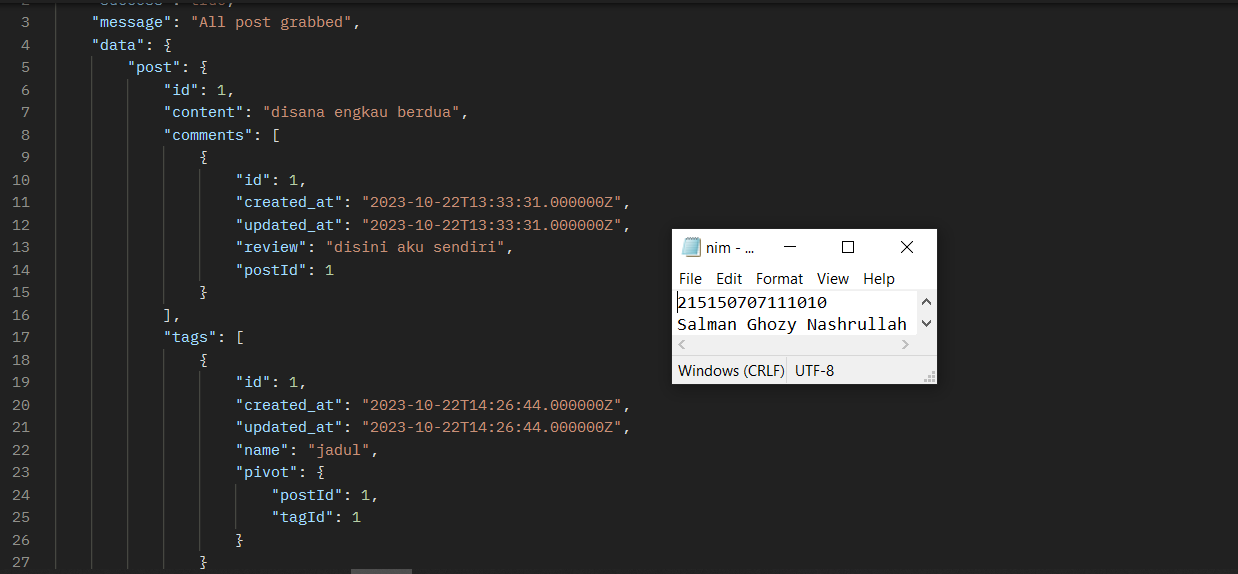 3 "message": "All post grabbed",
4 "data": {
5 "post": {
6 "id": 1,
7 "content": "disana engkau berdua",
8 "comments": [
9 {
10 "id": 1,
11 "created_at": "2023-10-22T13:33:31.000000Z",
12 "updated_at": "2023-10-22T13:33:31.000000Z",
13 "review": "disini aku sendiri",
14 "postId": 1
15 }
16 ],
17 "tags": [
18 {
19 "id": 1,
20 "created_at": "2023-10-22T14:26:44.000000Z",
21 "updated_at": "2023-10-22T14:26:44.000000Z",
22 "name": "jadul",
23 "pivot": {
24 "postId": 1,
25 "tagId": 1
26 }
27 }
nim - ...
File Edit Format View Help
215150707111010
Salman Ghozy Nashrullah
Windows (CRLF) UTF-8